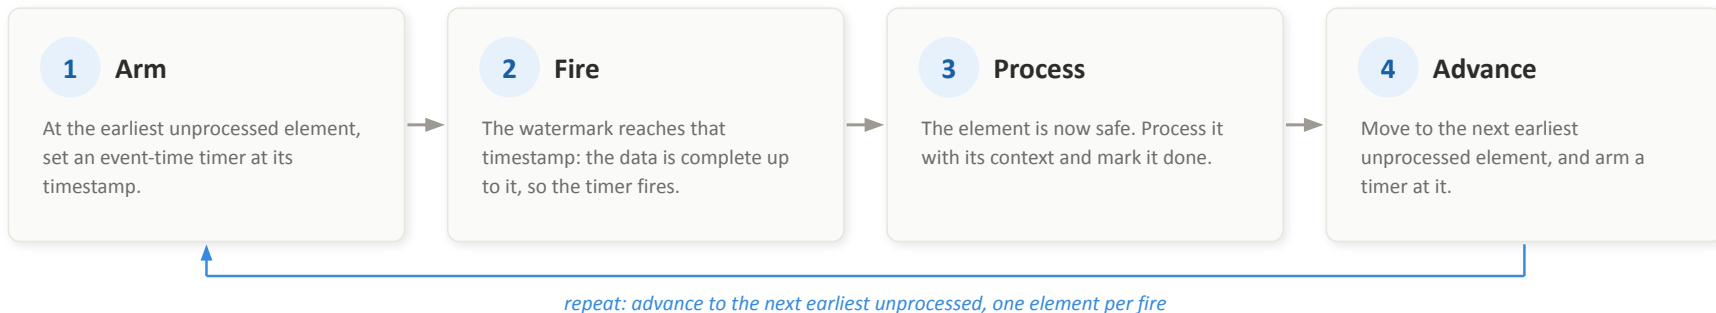 1 Arm
At the earliest unprocessed element,
set an event-time timer at its
timestamp.
2 Fire
The watermark reaches that
timestamp: the data is complete up
to it, so the timer fires.
3 Process
The element is now safe. Process it
with its context and mark it done.
4 Advance
Move to the next earliest
unprocessed element, and arm a
timer at it.
repeat: advance to the next earliest unprocessed, one element per fire